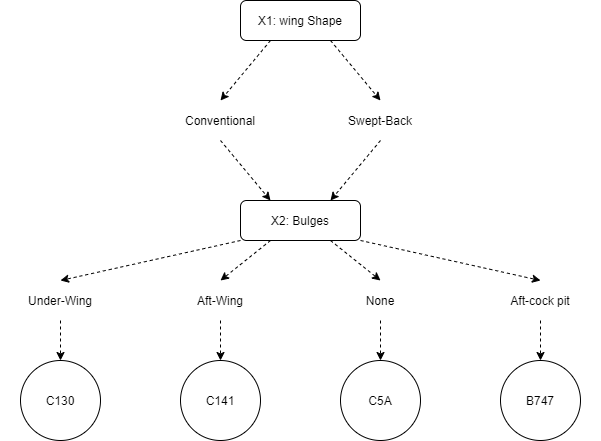 X1: wing Shape
Conventional
Swept-Back
X2: Bulges
Under-Wing
Aft-Wing
None
Aft-cock pit
C130
C141
C5A
B747